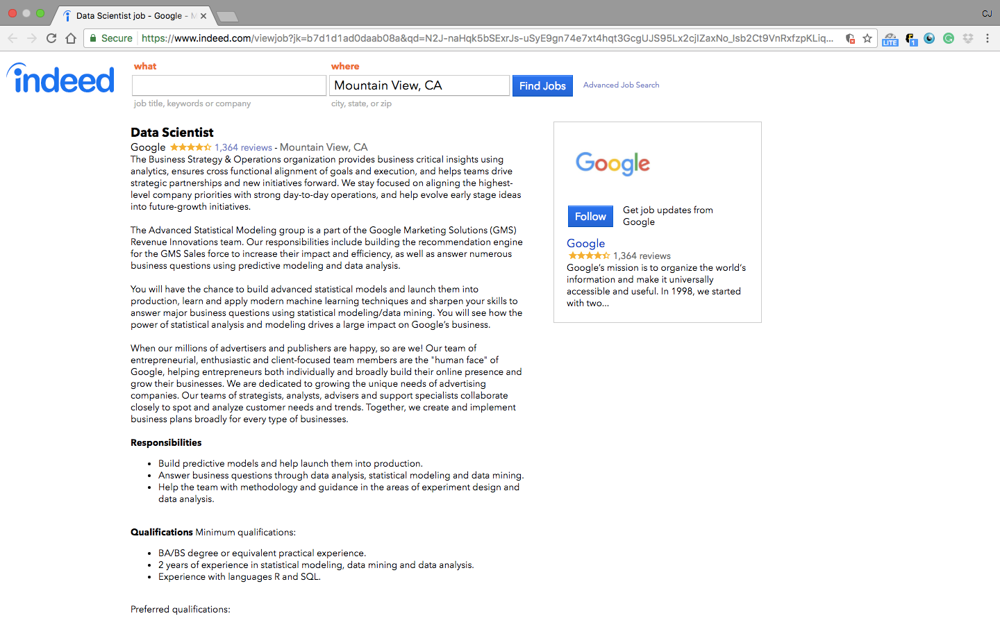 Data Scientist job - Google - M
CJ
Secure
https://www.indeed.com/viewjob?jk=b7d1d1ad0daab08a&qd=N2J-naHqk5bSExrJs-uSyE9gn74e7xt4hqt3GcgUJS95Lx2cjIZaxNo_Isb2Ct9VnRxfzpKLiq...
LITE
1
indeed
what
where
Mountain View, CA
Find Jobs
Advanced Job Search
job title, keywords or company
city, state, or zip
Data Scientist
Google 1,364 reviews - Mountain View, CA
The Business Strategy & Operations organization provides business critical insights using
analytics, ensures cross functional alignment of goals and execution, and helps teams drive
strategic partnerships and new initiatives forward. We stay focused on aligning the highest-
level company priorities with strong day-to-day operations, and help evolve early stage ideas
into future-growth initiatives.
The Advanced Statistical Modeling group is a part of the Google Marketing Solutions (GMS)
Revenue Innovations team. Our responsibilities include building the recommendation engine
for the GMS Sales force to increase their impact and efficiency, as well as answer numerous
business questions using predictive modeling and data analysis.
You will have the chance to build advanced statistical models and launch them into
production, learn and apply modern machine learning techniques and sharpen your skills to
answer major business questions using statistical modeling/data mining. You will see how the
power of statistical analysis and modeling drives a large impact on Google's business.
When our millions of advertisers and publishers are happy, so are we! Our team of
entrepreneurial, enthusiastic and client-focused team members are the "human face" of
Google, helping entrepreneurs both individually and broadly build their online presence and
grow their businesses. We are dedicated to growing the unique needs of advertising
companies. Our teams of strategists, analysts, advisers and support specialists collaborate
closely to spot and analyze customer needs and trends. Together, we create and implement
business plans broadly for every type of businesses.
Responsibilities
• Build predictive models and help launch them into production.
• Answer business questions through data analysis, statistical modeling and data mining.
• Help the team with methodology and guidance in the areas of experiment design and
data analysis.
Qualifications Minimum qualifications:
• BA/BS degree or equivalent practical experience.
• 2 years of experience in statistical modeling, data mining and data analysis.
• Experience with languages R and SQL.
Preferred qualifications:
Google
Follow
Get job updates from
Google
Google
1,364 reviews
Google's mission is to organize the world's
information and make it universally
accessible and useful. In 1998, we started
with two...